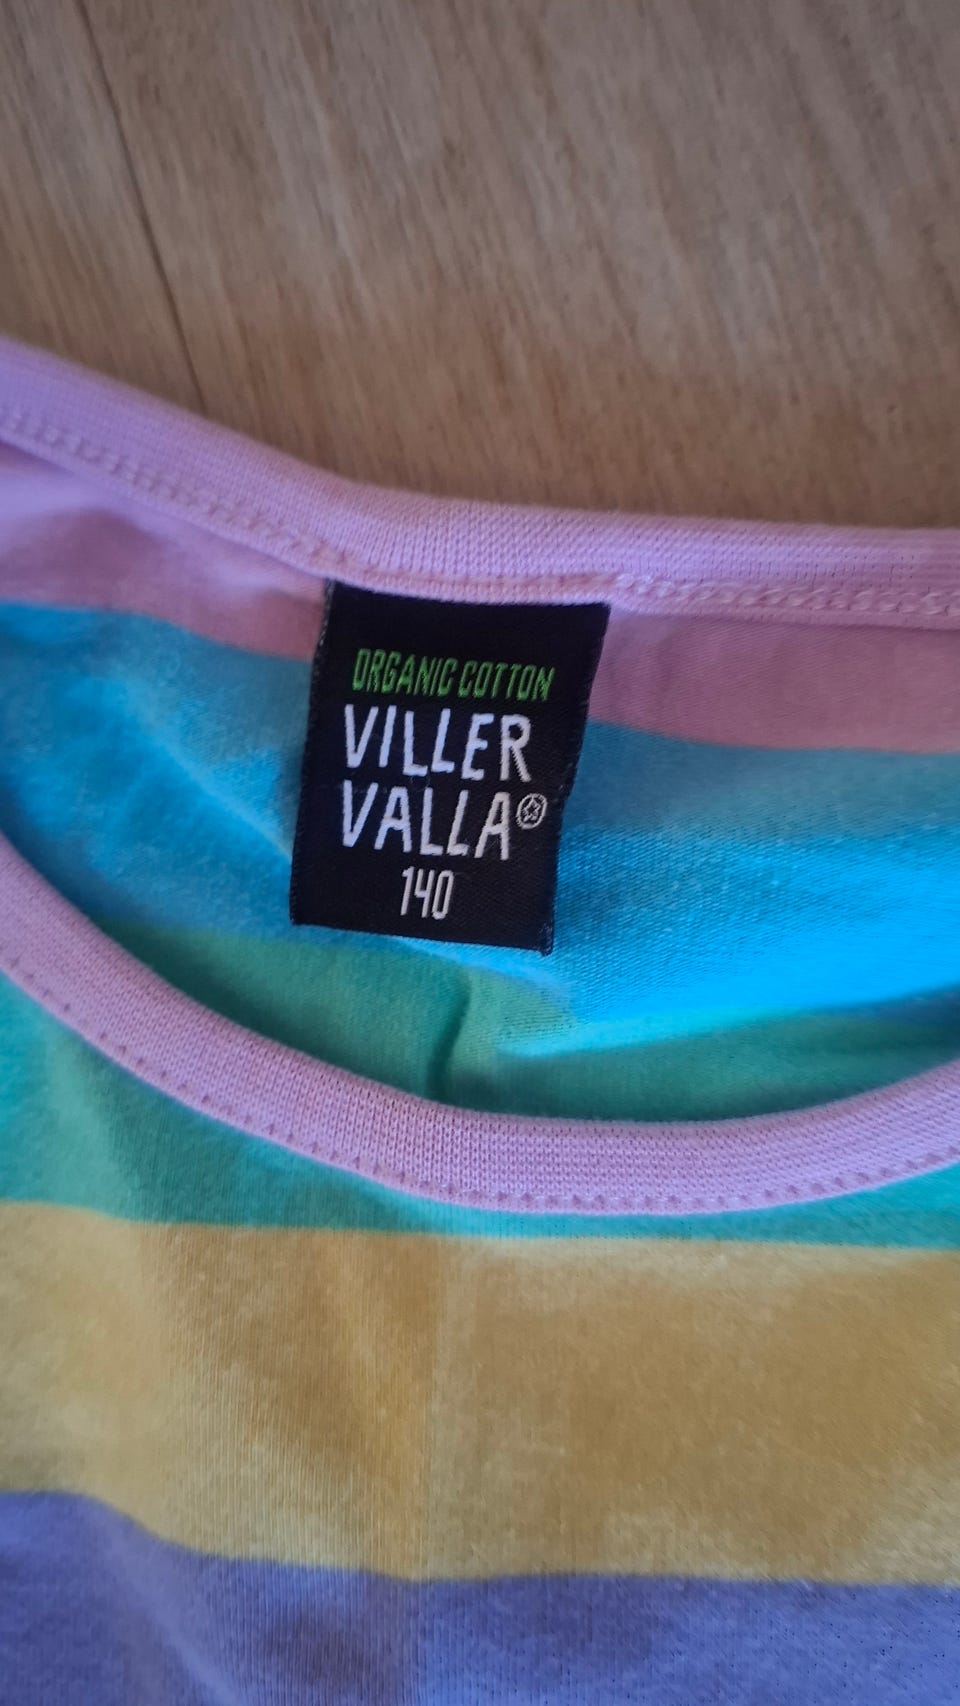 ORGANIC COTTON
VILLER
VALLA®
140